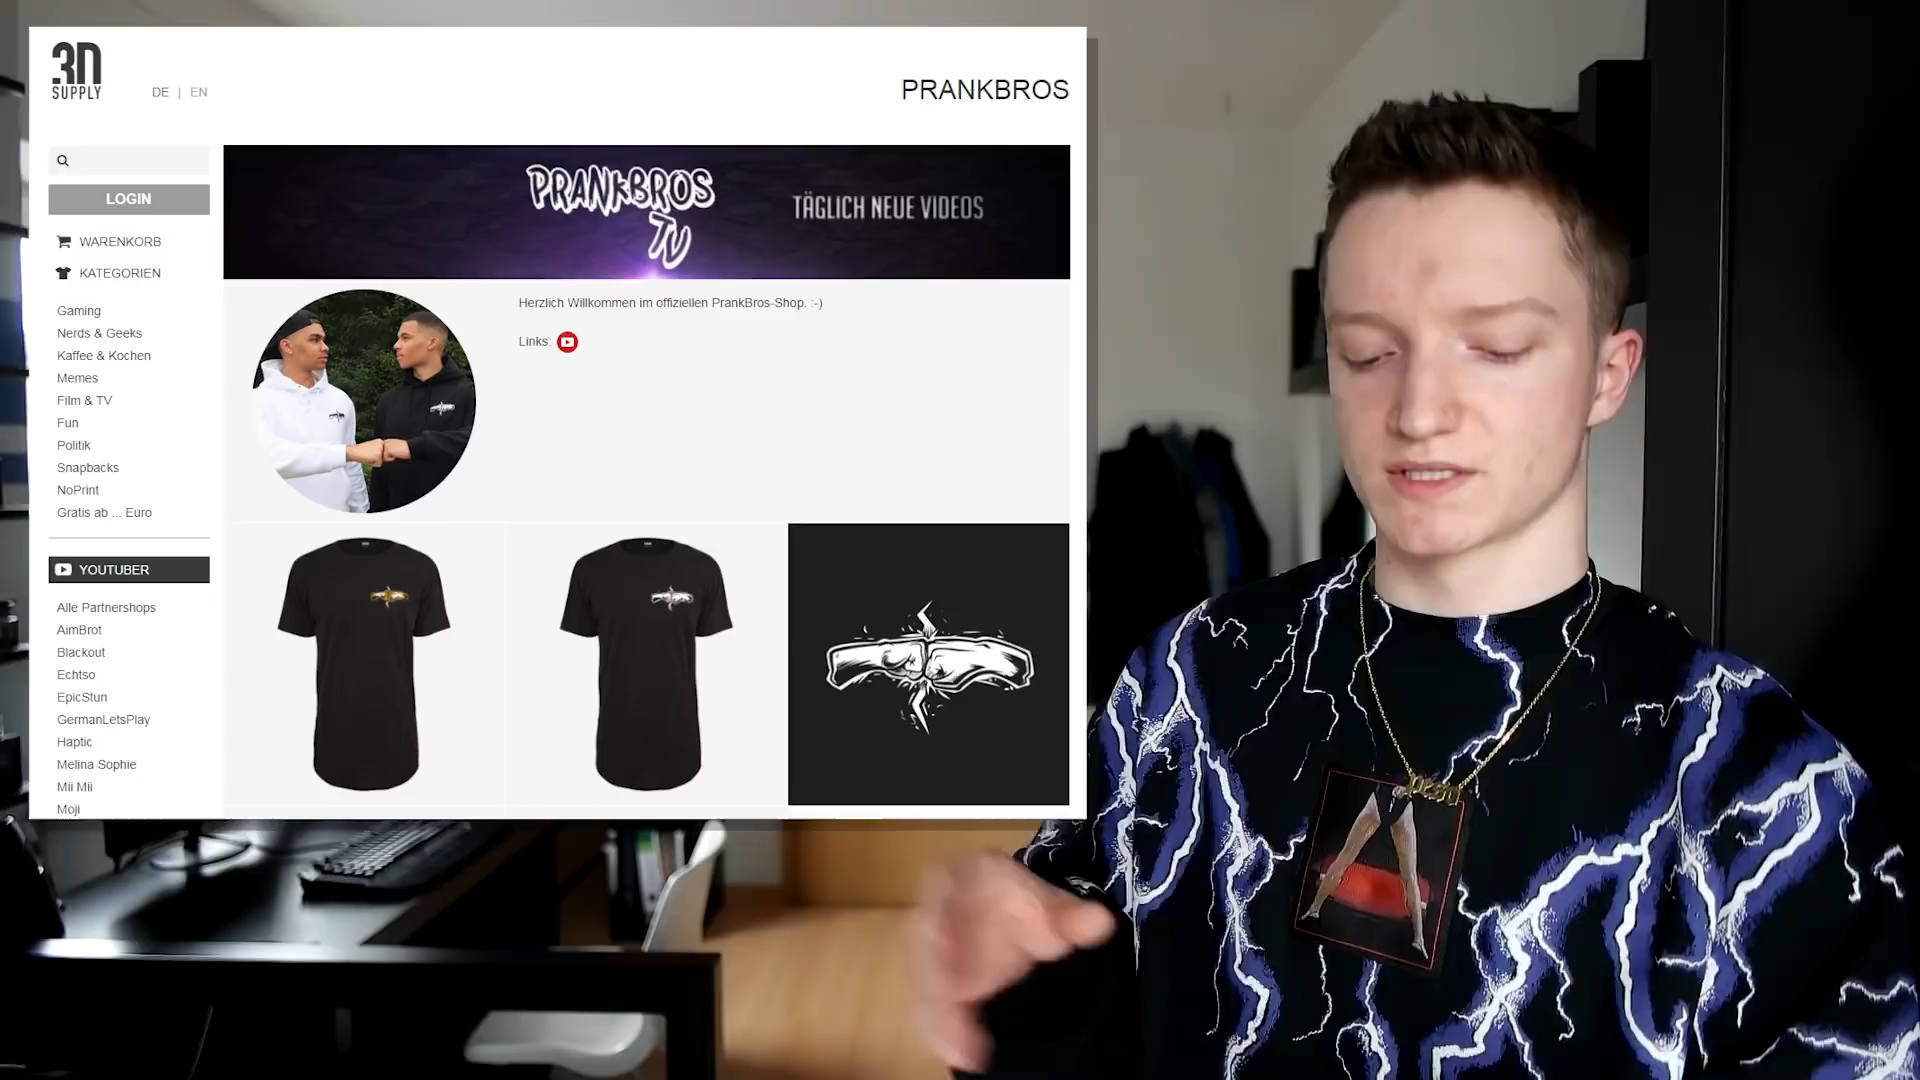 3D
SUPPLY
DE | EN
PRANKBROS
LOGIN
WARENKORB
KATEGORIEN
Gaming
Nerds & Geeks
Kaffee & Kochen
Memes
Film & TV
Fun
Politik
Snapbacks
NoPrint
Gratis ab ... Euro
YOUTUBER
Alle Partnershops
AimBrot
Blackout
Echtso
EpicStun
GermanLetsPlay
Haptic
Melina Sophie
Mii Mii
Moji
PRANKBROS
TV
TÄGLICH NEUE VIDEOS
Herzlich Willkommen im offiziellen PrankBros-Shop. :-)
Links: